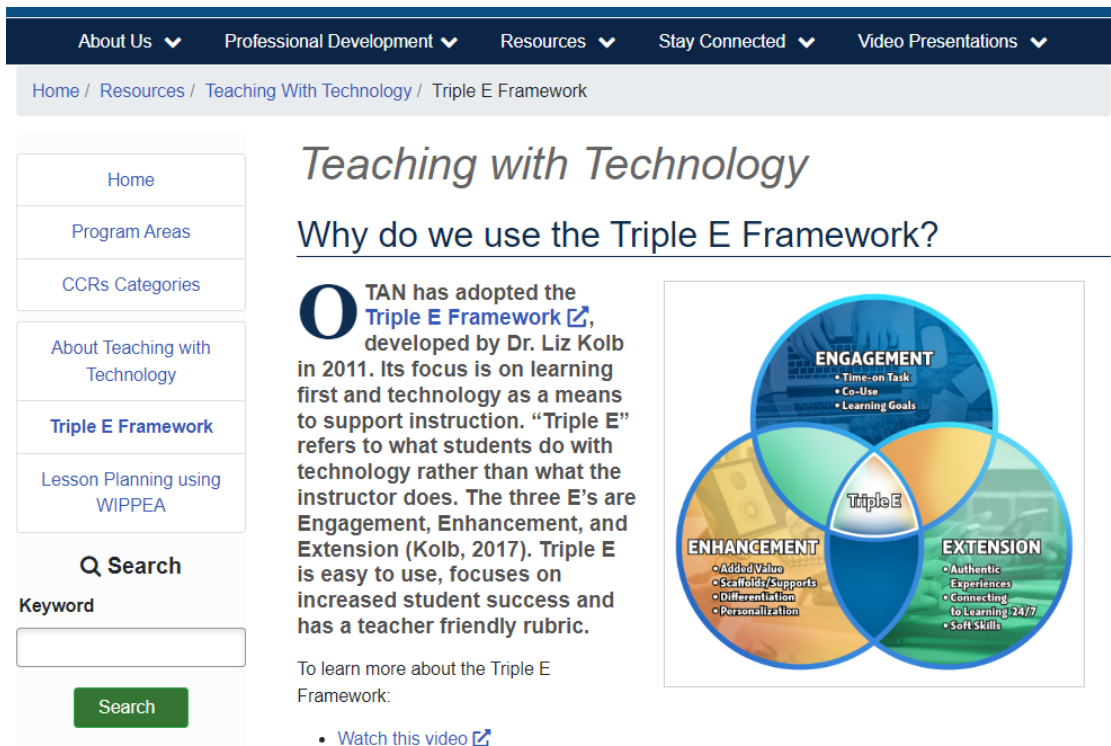 About Us Professional Development Resources Stay Connected Video Presentations
Home / Resources / Teaching With Technology / Triple E Framework
Home
Program Areas
CCRs Categories
About Teaching with
Technology
Triple E Framework
Lesson Planning using
WIPPEA
Search
Keyword
Search
Teaching with Technology
Why do we use the Triple E Framework?
OTAN has adopted the
Triple E Framework,
developed by Dr. Liz Kolb
in 2011. Its focus is on learning
first and technology as a means
to support instruction. “Triple E”
refers to what students do with
technology rather than what the
instructor does. The three E's are
Engagement, Enhancement, and
Extension (Kolb, 2017). Triple E
is easy to use, focuses on
increased student success and
has a teacher friendly rubric.
To learn more about the Triple E
Framework:
• Watch this video
ENGAGEMENT
• Time-on Task
• Co-Use
• Learning Goals
Triple E
ENHANCEMENT
• Added Value
• Scaffolds/Supports
• Differentiation
• Personalization
EXTENSION
• Authentic
Experiences
• Connecting
to Learning 24/7
• Soft Skills